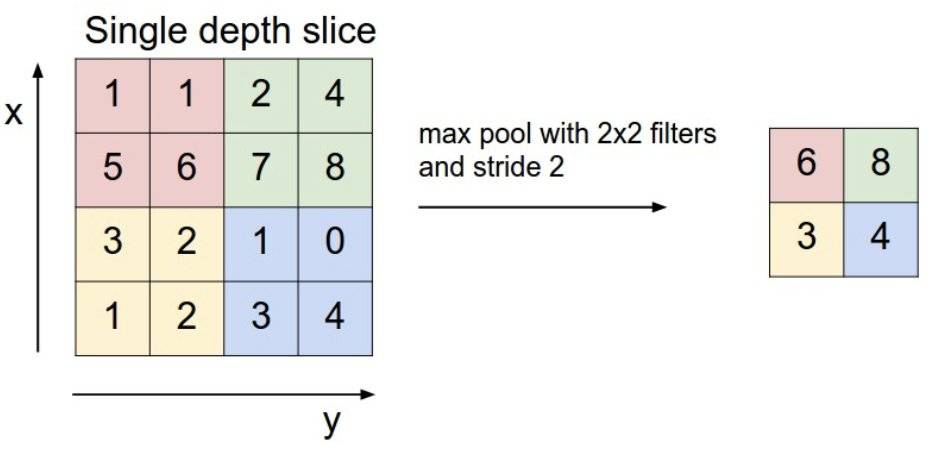 Single depth slice
x
1 1 2 4
5 6 7 8
3 2 1 0
1 2 3 4
y
max pool with 2x2 filters
and stride 2
6 8
3 4